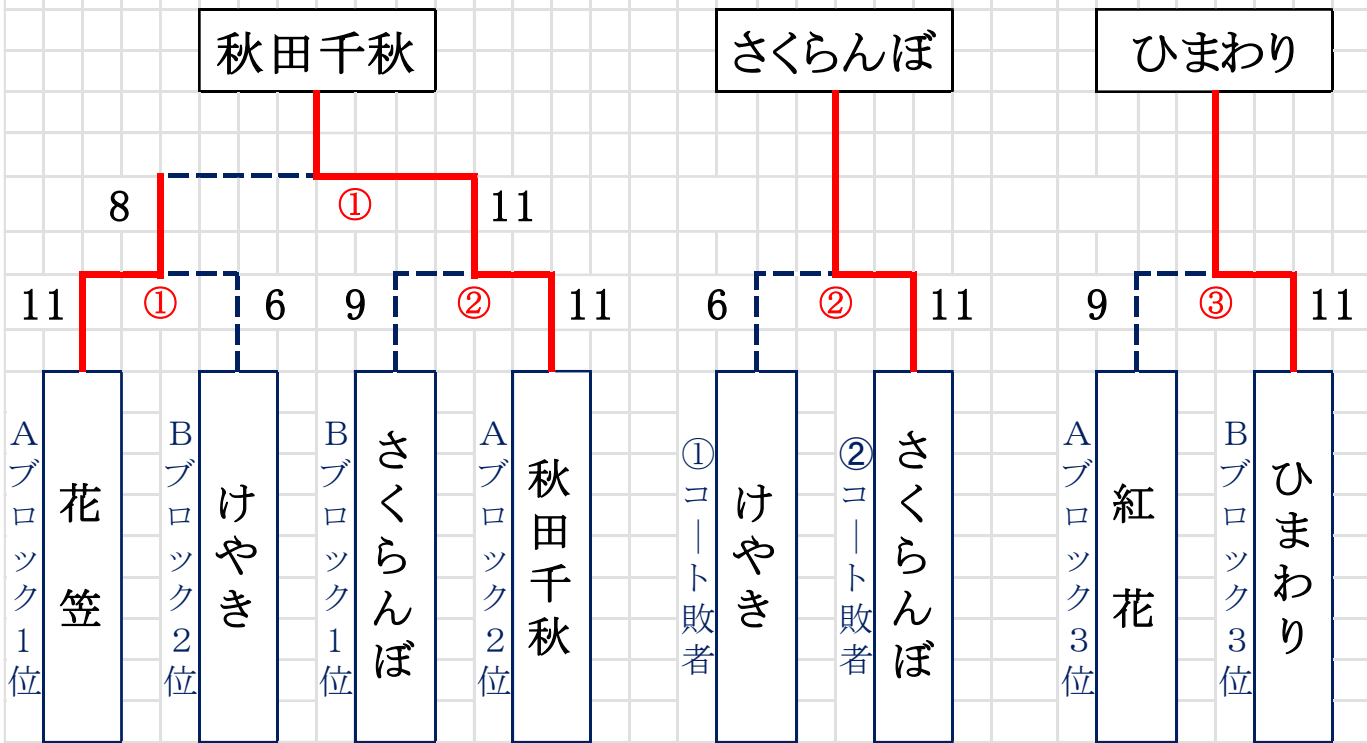 秋田千秋
さくらんぼ
ひまわり
8
①
11
11
①
6
9
②
11
6
②
11
9
③
11
Aブロック1位
花笠
Bブロック2位
けやき
Bブロック1位
さくらんぼ
Aブロック2位
秋田千秋
①コート敗者
けやき
②コート敗者
さくらんぼ
Aブロック3位
紅花
Bブロック3位
ひまわり